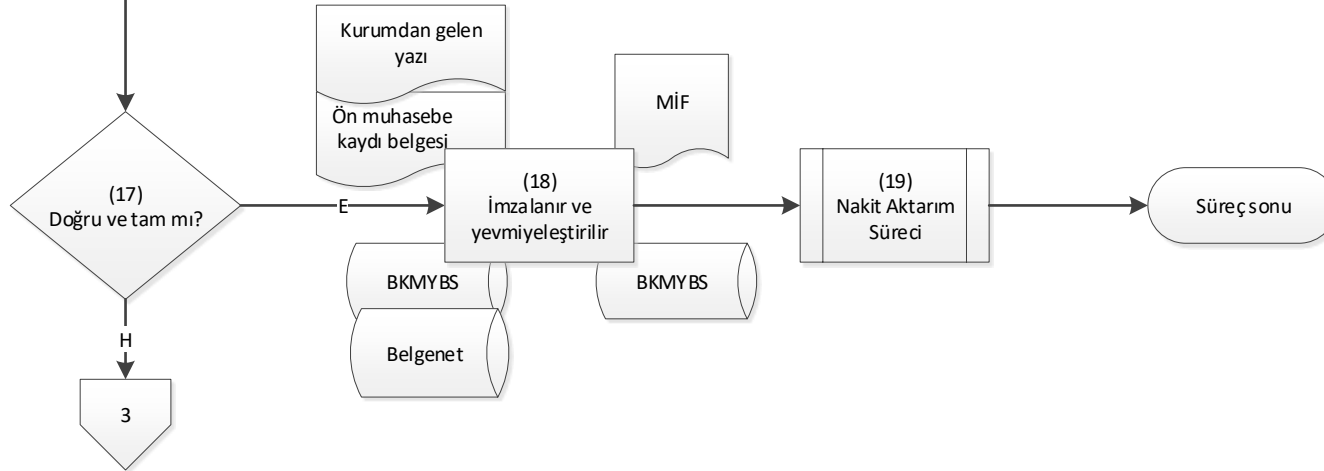 Kurumdan gelen
yazı
Ön muhasebe
kaydı belgesi
MİF
(17)
Doğru ve tam mı?
E
(18)
İmzalanır ve
yevmiyeleştirilir
(19)
Nakit Aktarım
Süreci
Süreç sonu
BKMYBS
BKMYBS
Belgenet
H
3